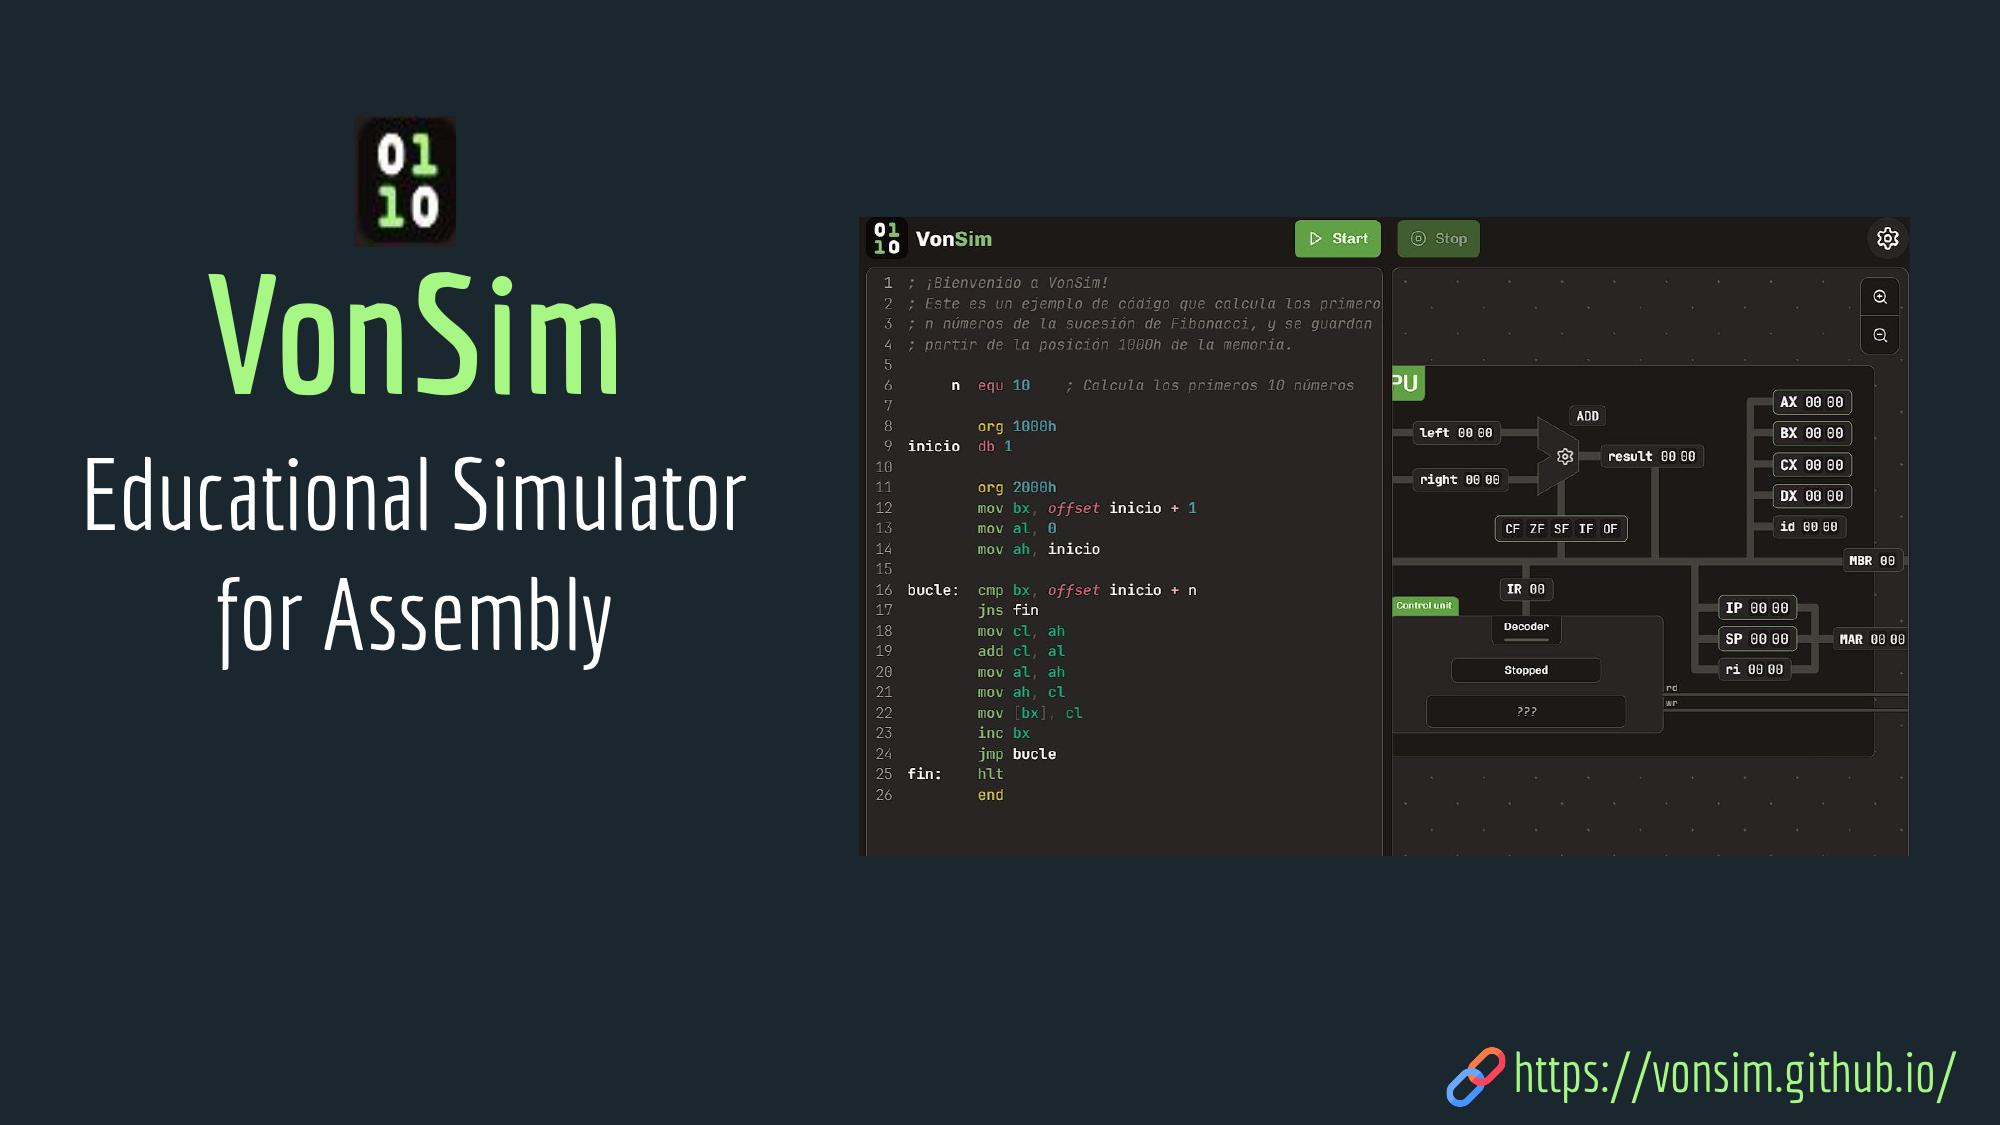 01
10
VonSim
Educational Simulator
for Assembly
01
10
VonSim
Start
Stop
1 ; ¡Bienvenido a VonSim!
2 ; Este es un ejemplo de código que calcula los primero
3 ; n números de la sucesión de Fibonacci, y se guardan
4 ; partir de la posición 1000h de la memoria.
5
6 n equ 10 ; Calcula los primeros 10 números
7
8 org 1000h
9 inicio db 1
10
11 org 2000h
12 mov bx, offset inicio + 1
13 mov al, 0
14 mov ah, inicio
15
16 bucle: cmp bx, offset inicio + n
17 jns fin
18 mov cl, ah
19 add cl, al
20 mov al, ah
21 mov ah, cl
22 mov [bx], cl
23 inc bx
24 jmp bucle
25 fin: hlt
26 end
PU
ADD
left 00 00
right 00 00
result 00 00
CF ZF SF IF OF
AX 00 00
BX 00 00
CX 00 00
DX 00 00
id 00 00
MBR 00
IR 00
Control unit
Decoder
Stopped
???
IP 00 00
SP 00 00
ri 00 00
MAR 00 00
rd
wr
https://vonsim.github.io/